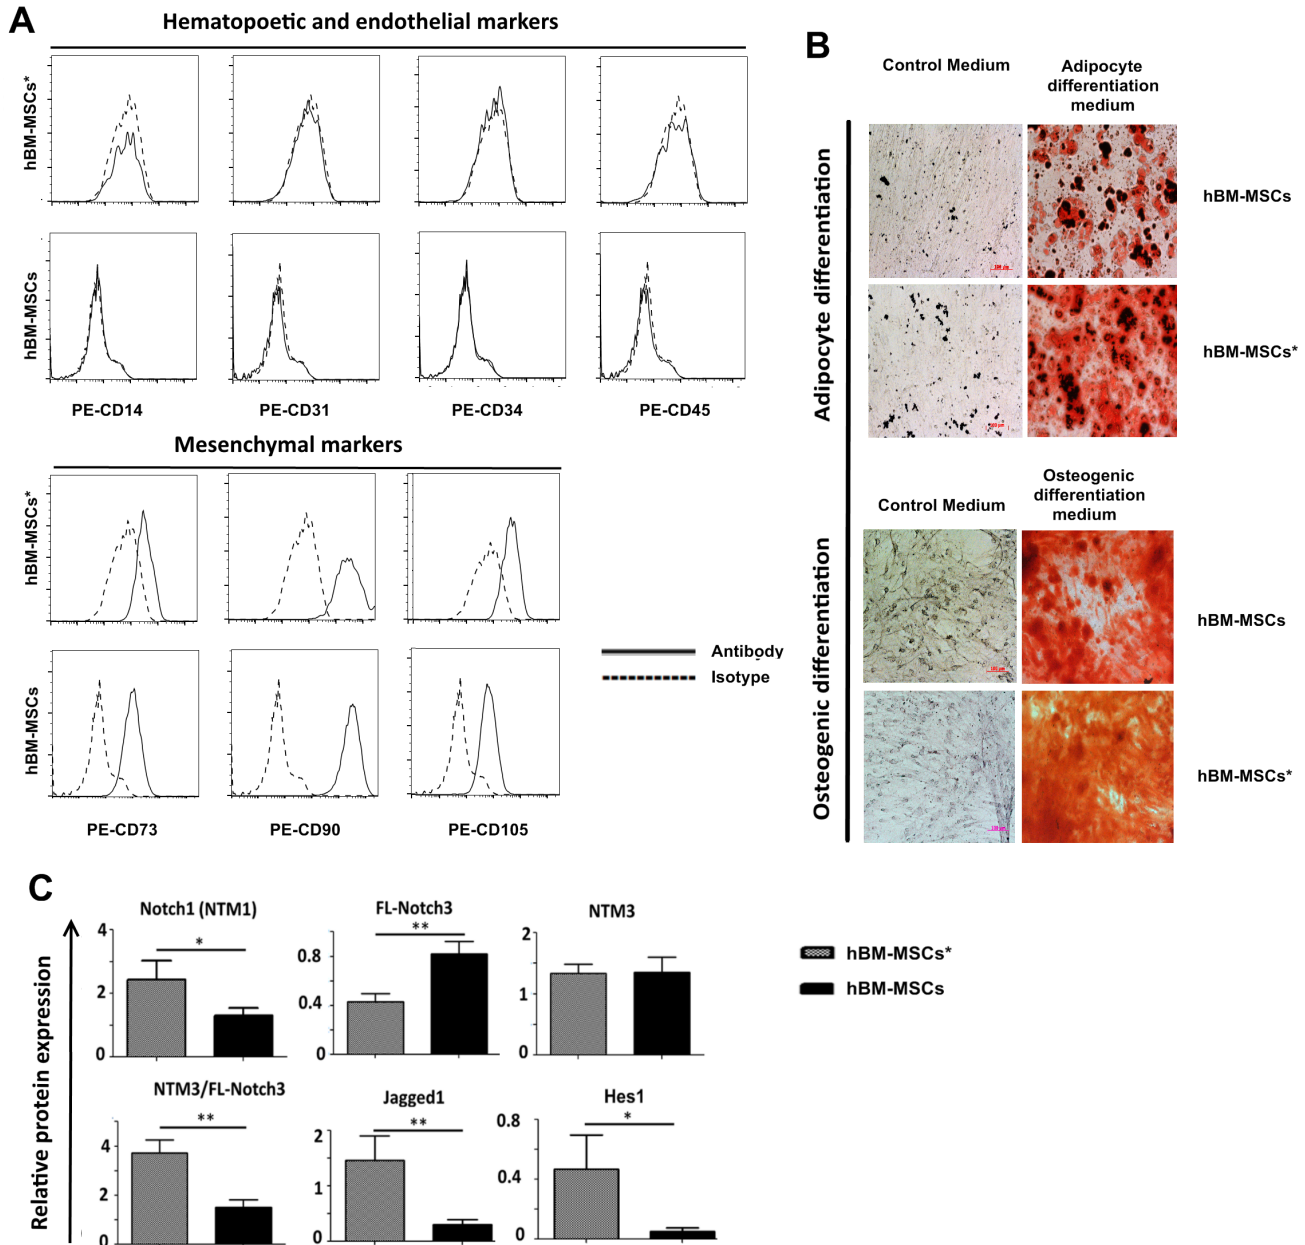 A
Hematopoetic and endothelial markers
hBM-MSCs*
hBM-MSCs
PE-CD14
PE-CD31
PE-CD34
PE-CD45
Mesenchymal markers
hBM-MSCs*
hBM-MSCs
PE-CD73
PE-CD90
PE-CD105
Antibody
Isotype
B
Adipocyte differentiation
Control Medium
Adipocyte
differentiation
medium
hBM-MSCs
hBM-MSCs*
Osteogenic differentiation
Control Medium
Osteogenic
differentiation
medium
hBM-MSCs
hBM-MSCs*
C
Relative protein expression
Notch1 (NTM1)
4
2
0
*
FL-Notch3
0.8
0.4
0
**
NTM3
2
1
0
hBM-MSCs*
hBM-MSCs
NTM3/FL-Notch3
4
2
0
**
Jagged1
2
1
0
**
Hes1
0.8
0.4
0
*